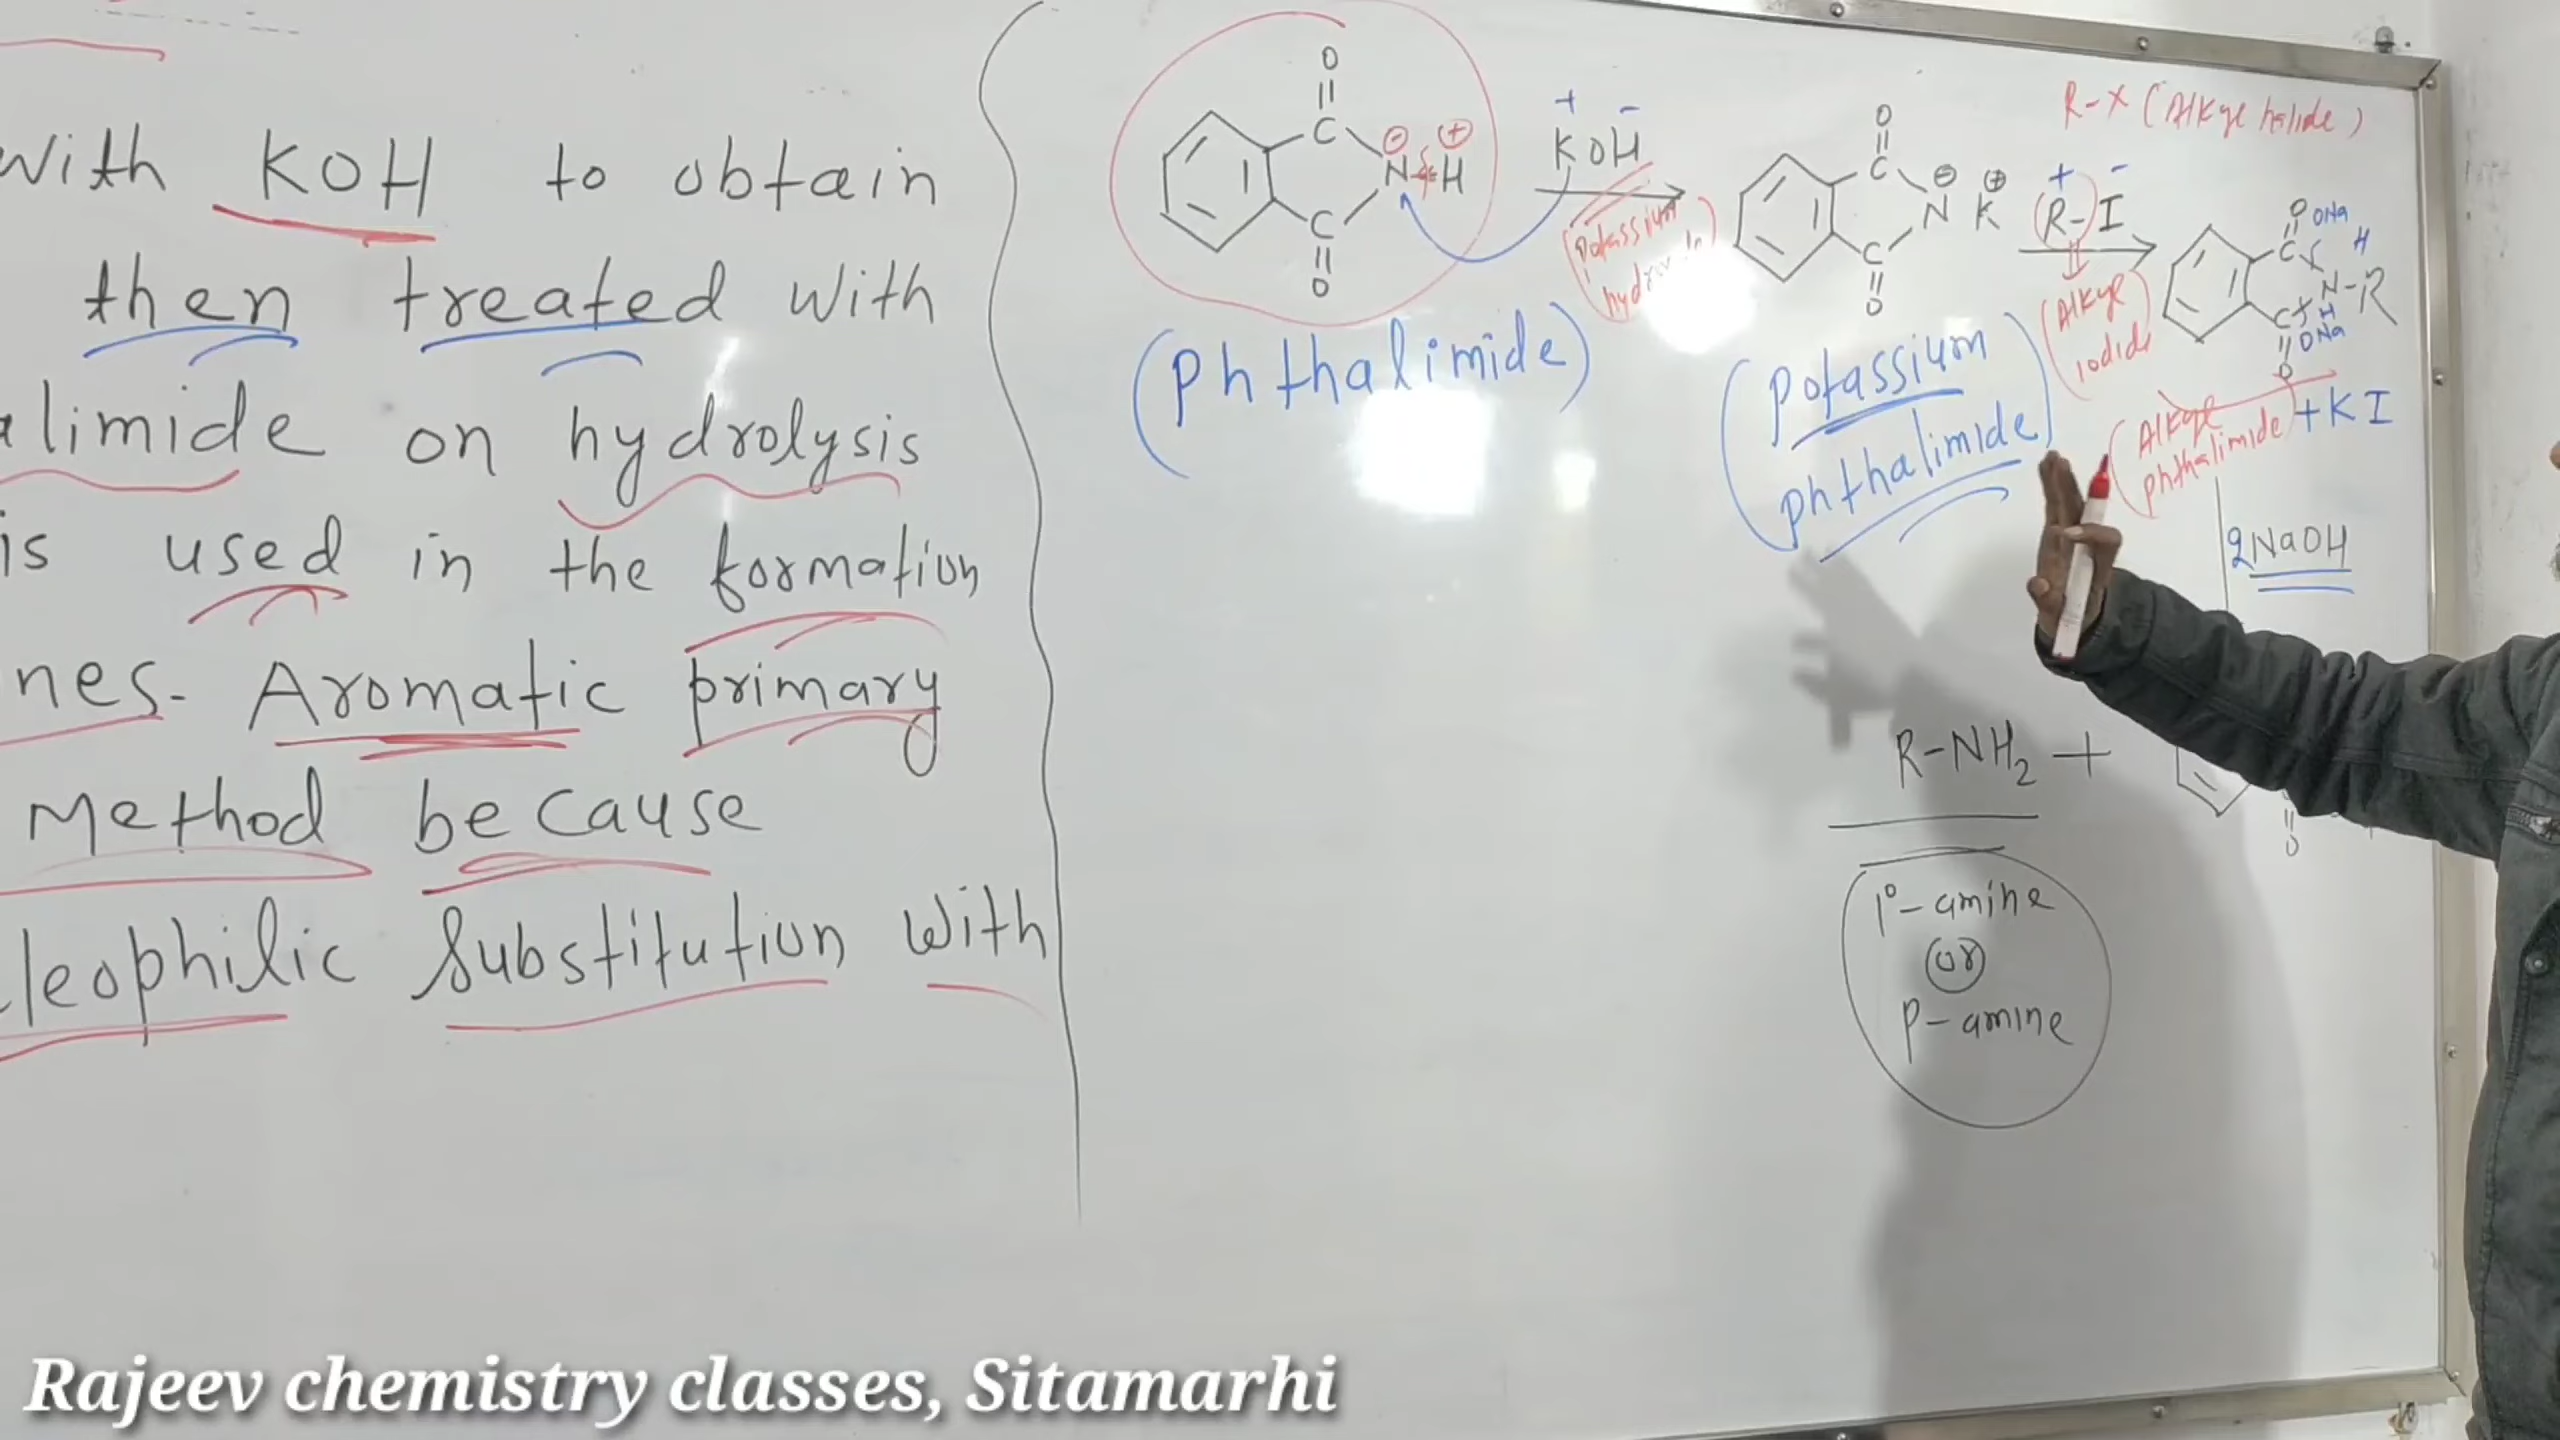 with KOH to obtain
then treated with
alimide on hydrolysis
is used in the formation
nes. Aromatic primary
Method because
leophilic substitution with
O
||
C
⊖ ⊕
N H
C
||
O
(Phthalimide)
+ -
KOH
(potassium
O
||
C
⊖ ⊕
N K
C
||
O
(Potassium
phthalimide)
R-X (Alkyl halide)
+ -
(R-)I
(Alkyl
iodide
O ONa
||
C H
N-R
C H
|| ONa
O
(Alkyl
phthalimide + KI
2NaOH
R-NH2 +
||
O
1°-amine
(or)
p-amine
Rajeev chemistry classes, Sitamarhi